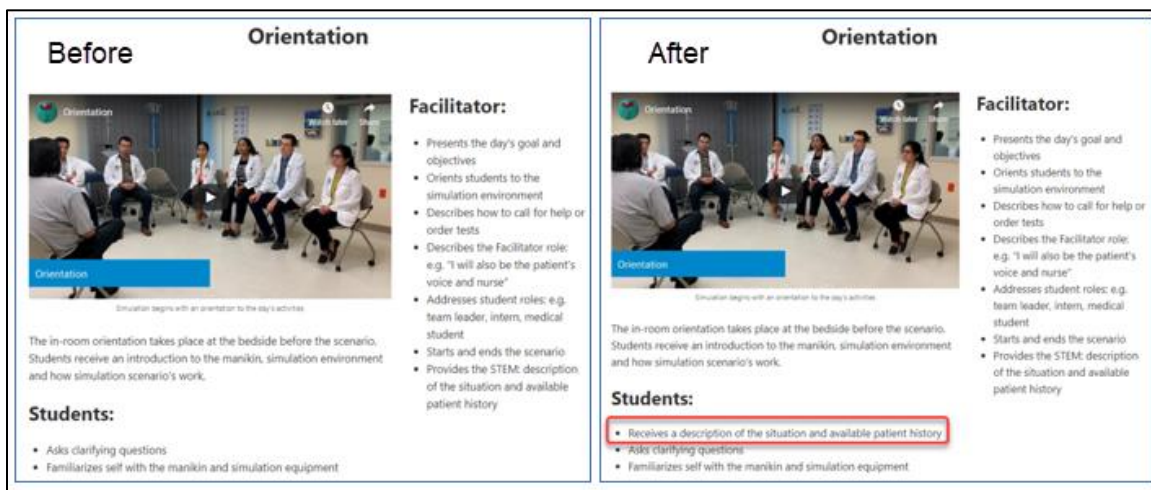 Before
Orientation
Orientation
Watch later
Share
Orientation
Simulation begins with an orientation to the day's activities
The in-room orientation takes place at the bedside before the scenario.
Students receive an introduction to the manikin, simulation environment
and how simulation scenario's work.
Students:
• Asks clarifying questions
• Familiarizes self with the manikin and simulation equipment
Facilitator:
• Presents the day's goal and
objectives
• Orients students to the
simulation environment
• Describes how to call for help or
order tests
• Describes the Facilitator role:
e.g. "I will also be the patient's
voice and nurse"
• Addresses student roles: e.g.
team leader, intern, medical
student
• Starts and ends the scenario
• Provides the STEM: description
of the situation and available
patient history
After
Orientation
Orientation
Watch later
Share
Orientation
Simulation begins with an orientation to the day's activities
The in-room orientation takes place at the bedside before the scenario.
Students receive an introduction to the manikin, simulation environment
and how simulation scenario's work.
Students:
• Receives a description of the situation and available patient history
• Asks clarifying questions
• Familiarizes self with the manikin and simulation equipment
Facilitator:
• Presents the day's goal and
objectives
• Orients students to the
simulation environment
• Describes how to call for help or
order tests
• Describes the Facilitator role:
e.g. "I will also be the patient's
voice and nurse"
• Addresses student roles: e.g.
team leader, intern, medical
student
• Starts and ends the scenario
• Provides the STEM: description
of the situation and available
patient history